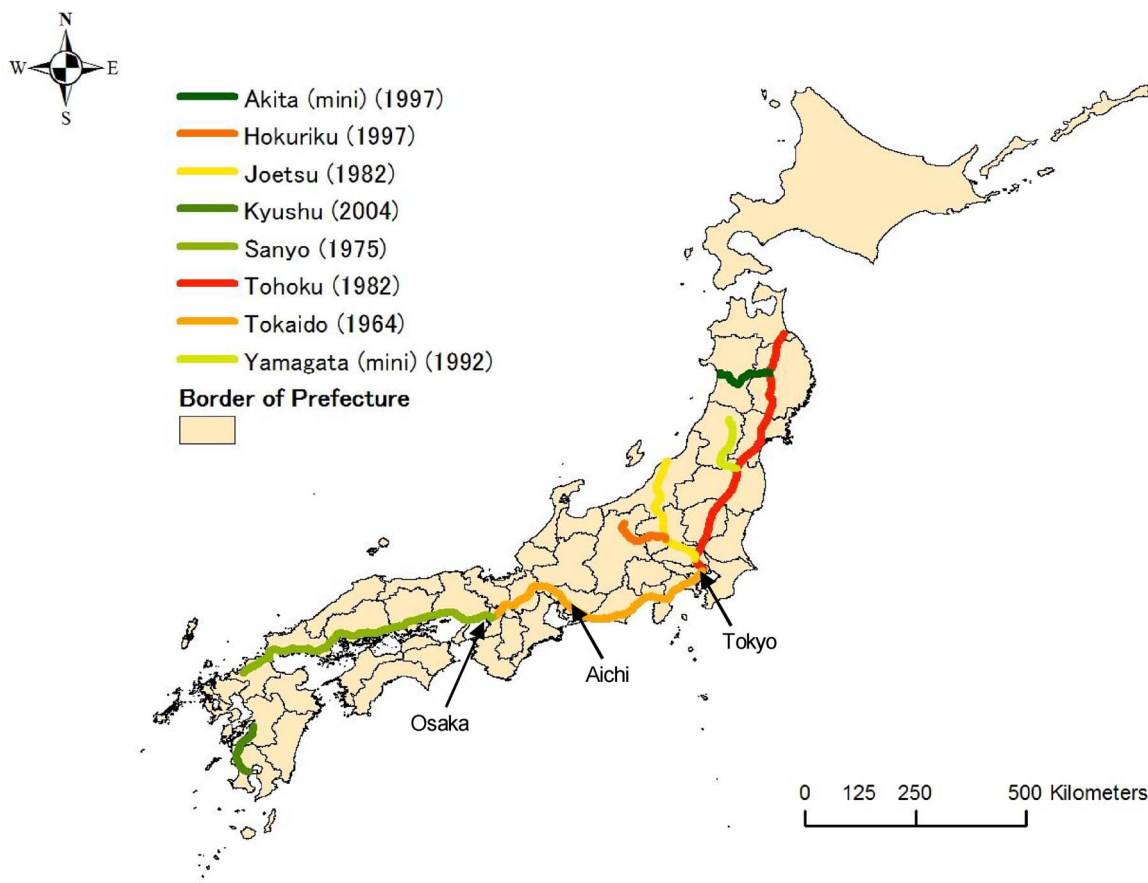 N
W E
S
Akita (mini) (1997)
Hokuriku (1997)
Joetsu (1982)
Kyushu (2004)
Sanyo (1975)
Tohoku (1982)
Tokaido (1964)
Yamagata (mini) (1992)
Border of Prefecture
Tokyo
Aichi
Osaka
0 125 250 500 Kilometers